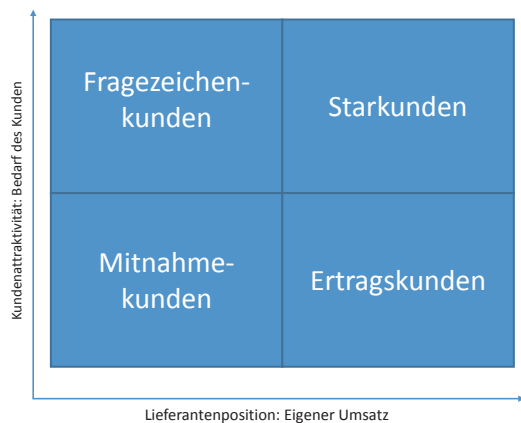 Kundenattraktivität: Bedarf des Kunden
Fragezeichen-
kunden
Starkunden
Mitnahme-
kunden
Ertragskunden
Lieferantenposition: Eigener Umsatz